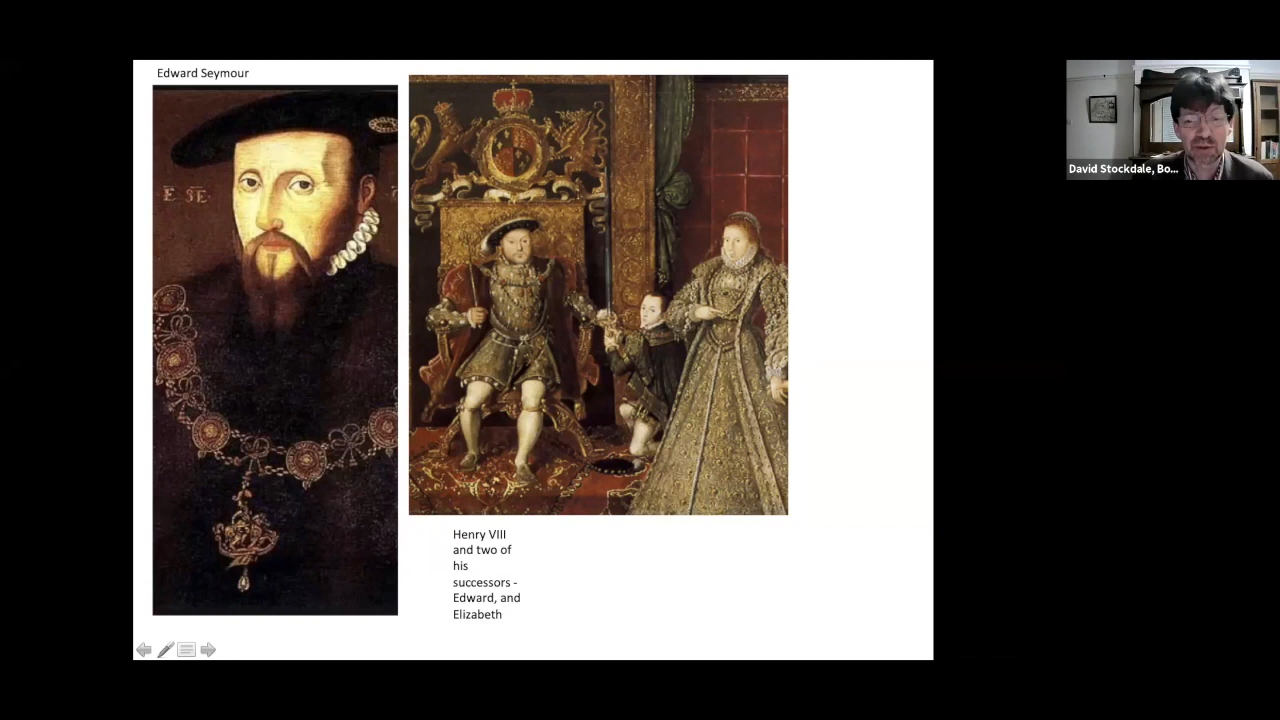 Edward Seymour
E SE
Henry VIII
and two of
his
successors -
Edward, and
Elizabeth
David Stockdale, Bo...